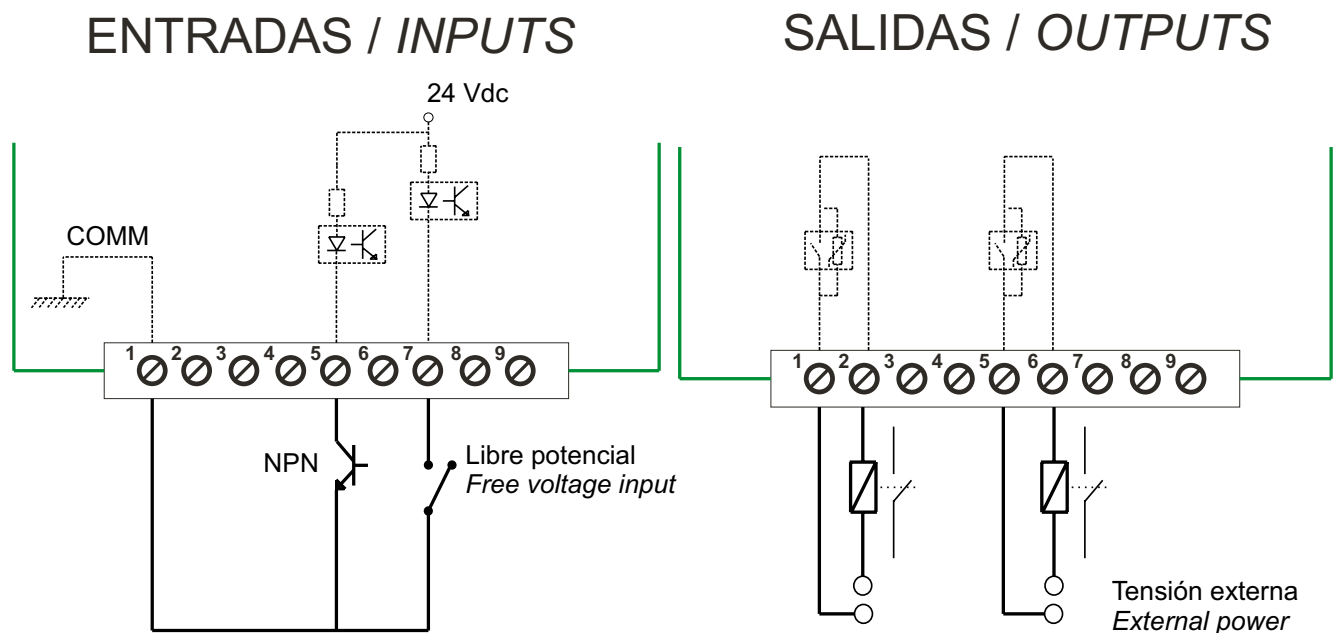 ENTRADAS / INPUTS
SALIDAS / OUTPUTS
24 Vdc
COMM
1 2 3 4 5 6 7 8 9
1 2 3 4 5 6 7 8 9
NPN
Libre potencial
Free voltage input
Tensión externa
External power